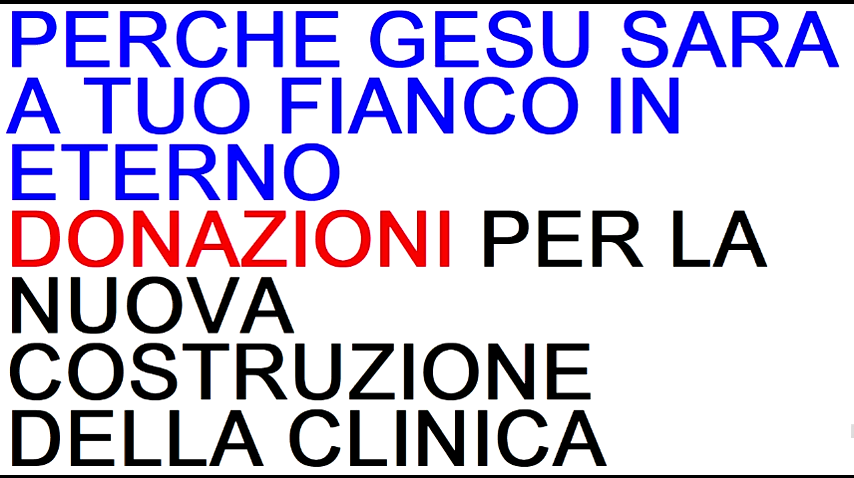 PERCHE GESU SARA
A TUO FIANCO IN
ETERNO
DONAZIONI PER LA
NUOVA
COSTRUZIONE
DELLA CLINICA